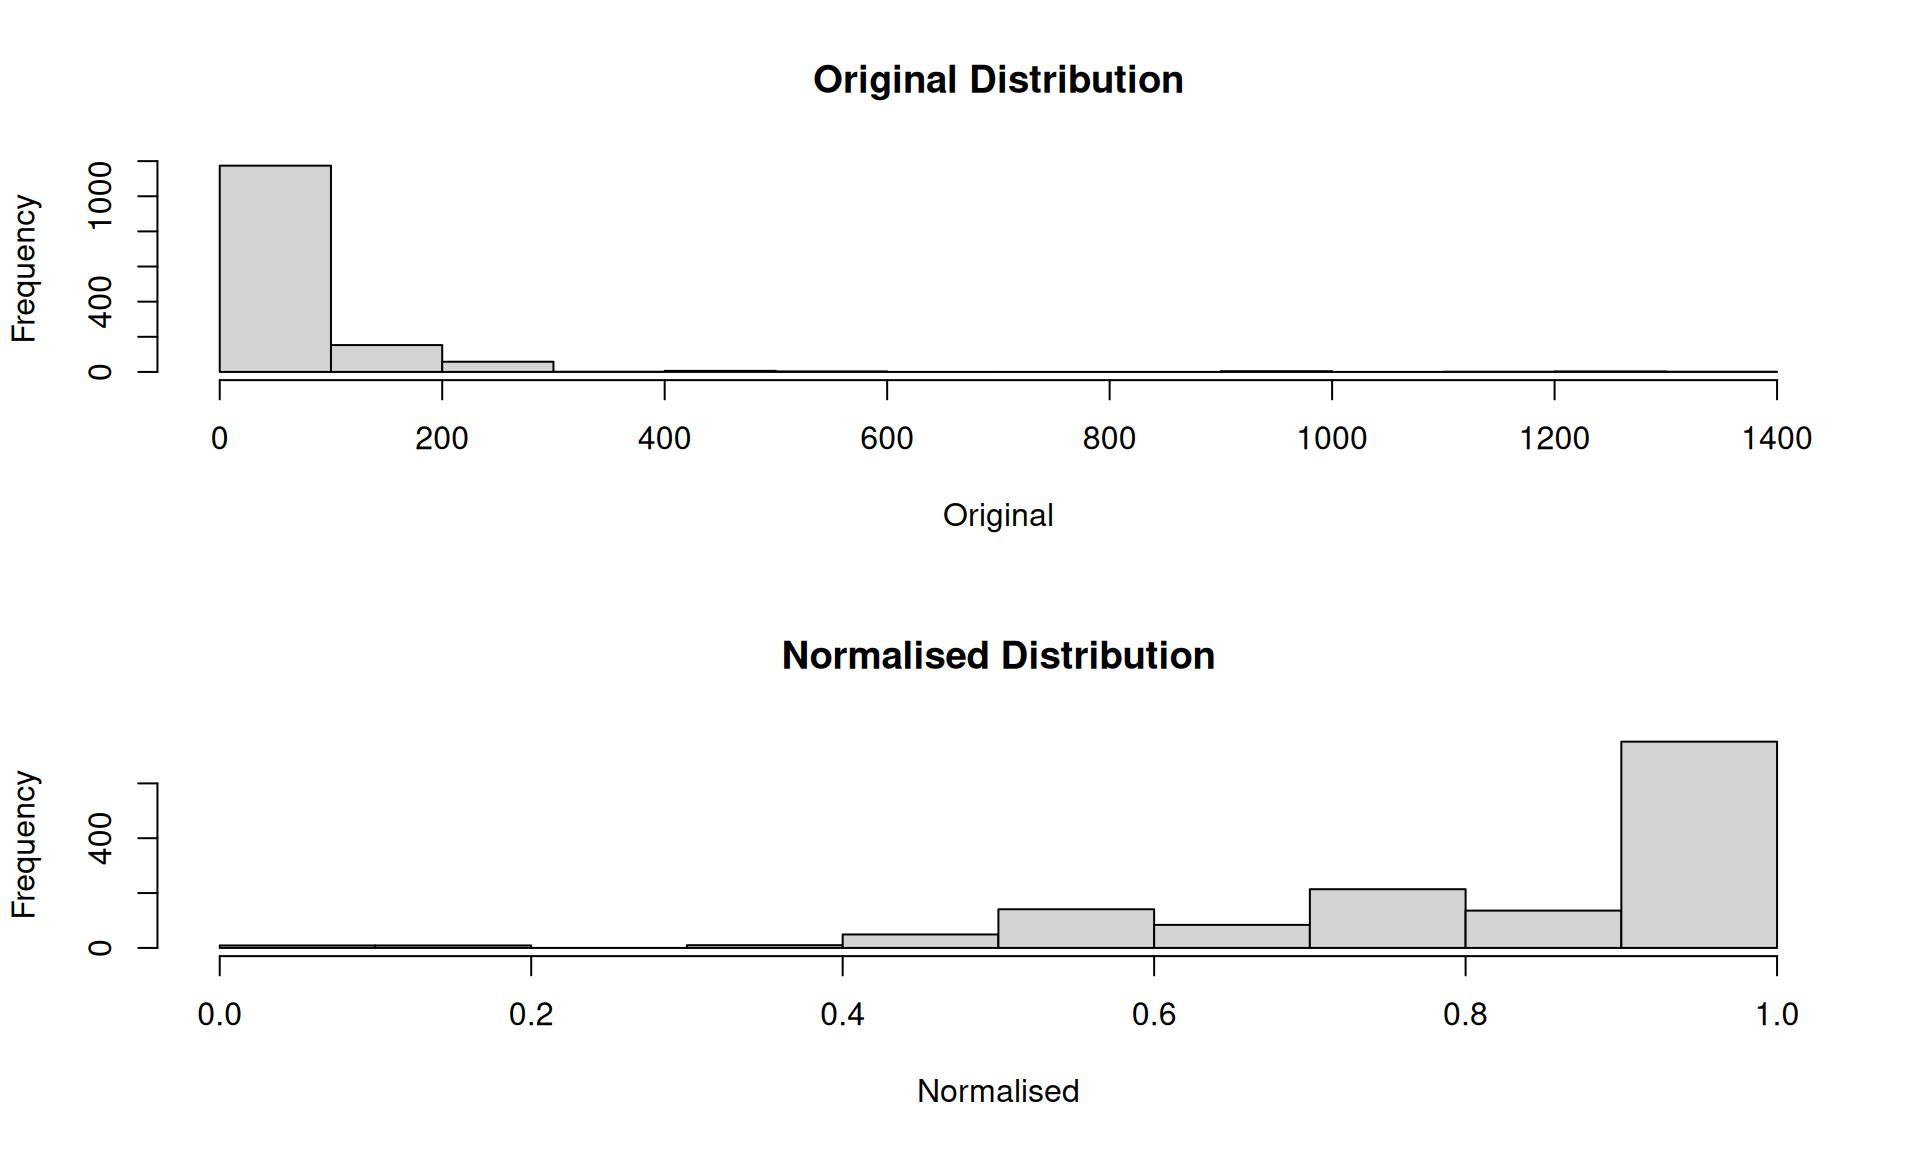 Original Distribution
Frequency
1000
400
0
0 200 400 600 800 1000 1200 1400
Original
Normalised Distribution
Frequency
400
0
0.0 0.2 0.4 0.6 0.8 1.0
Normalised